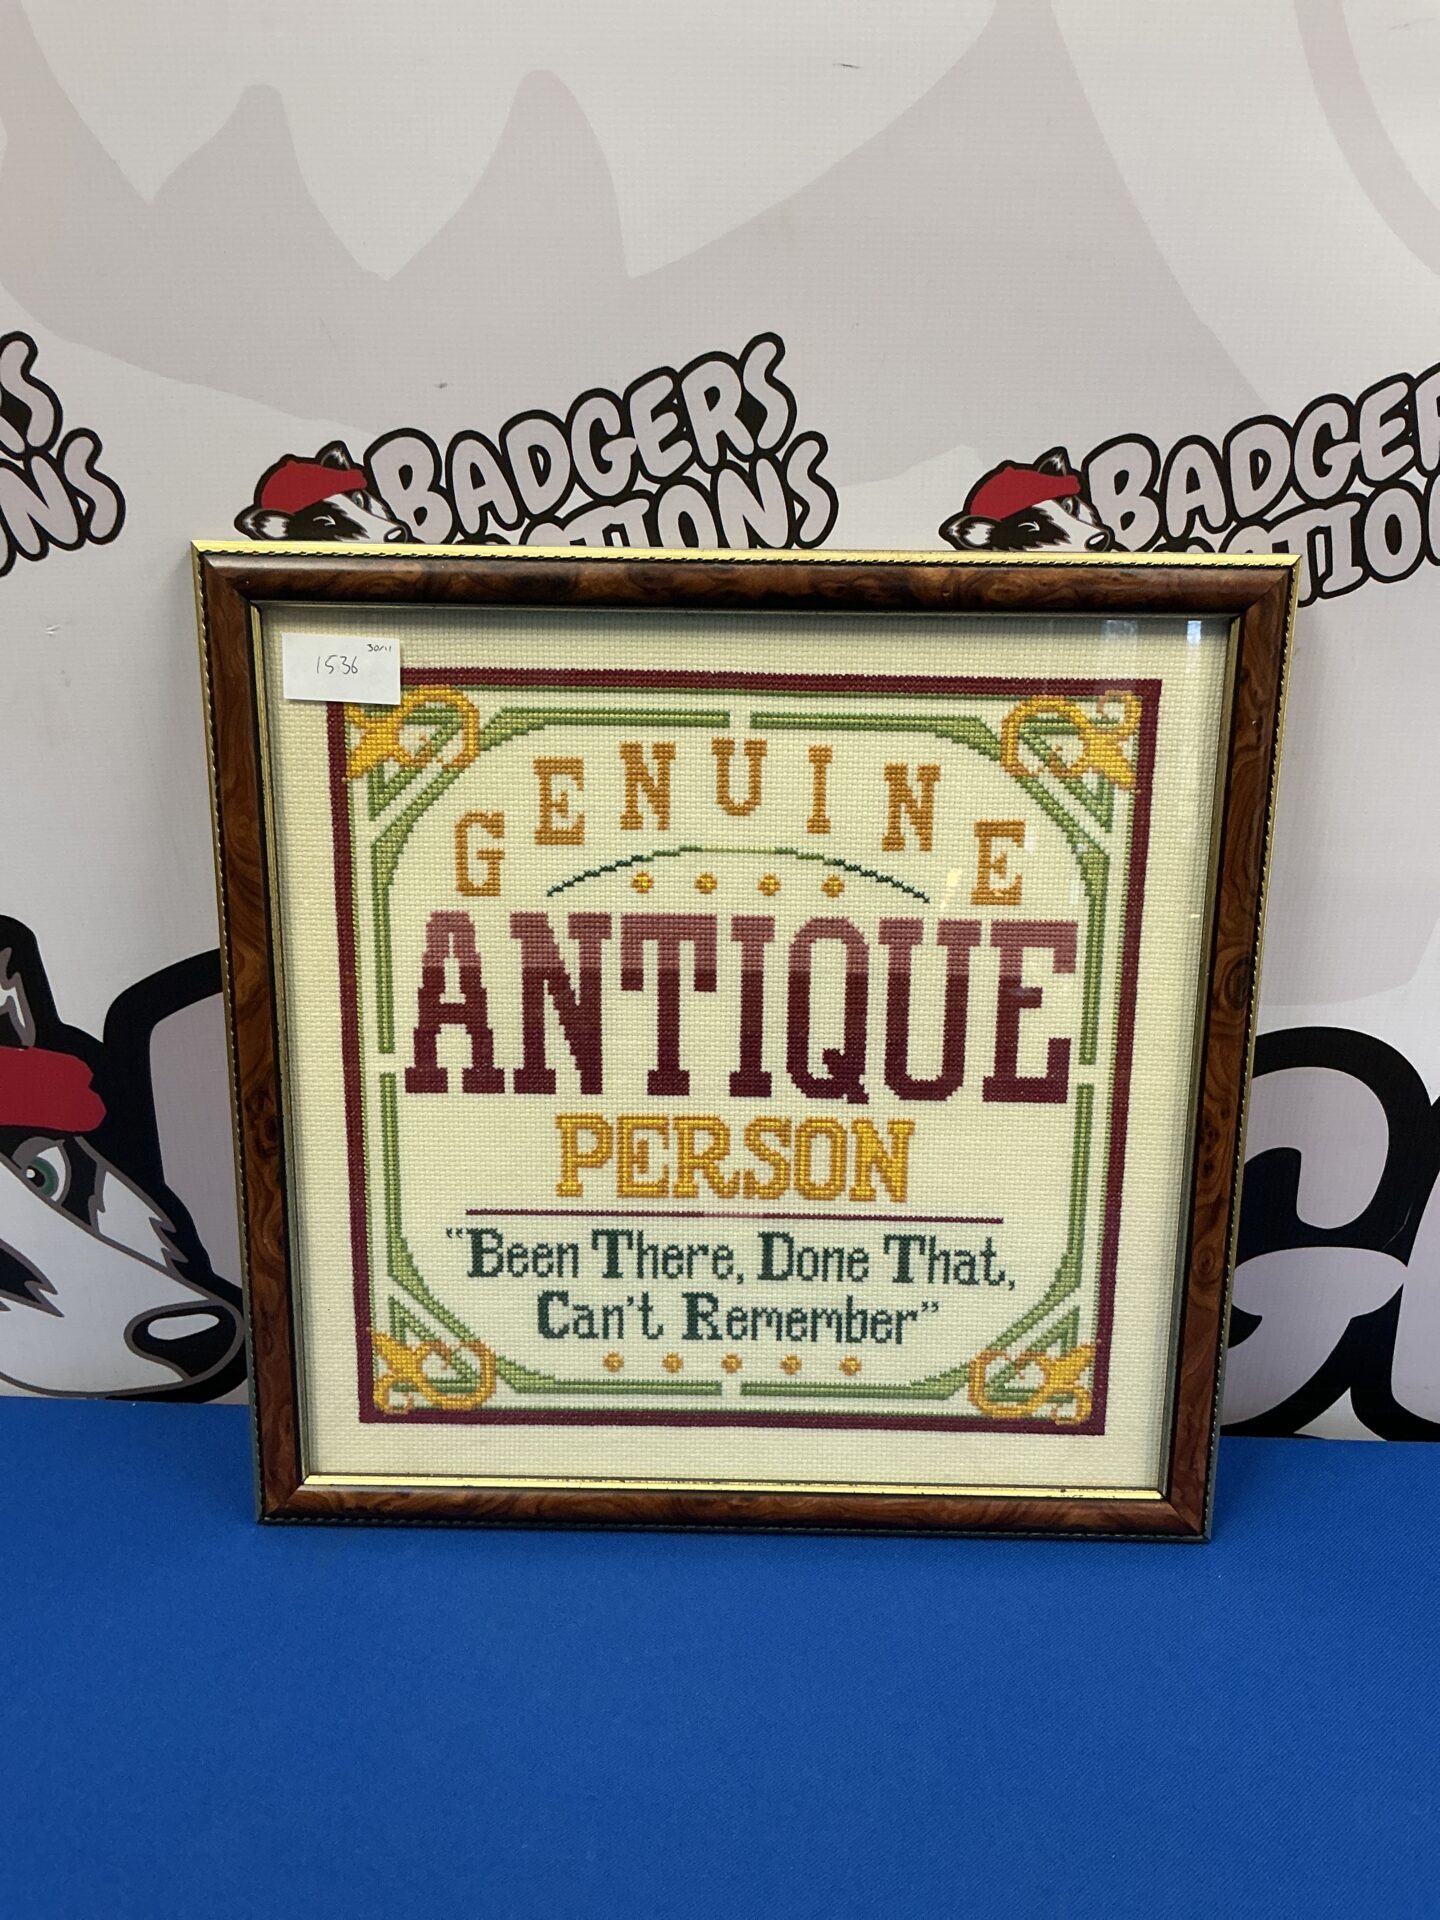 BADGERS
BADGERS
1536
30/11
GENUINE
ANTIQUE
PERSON
“Been There, Done That,
Can't Remember”